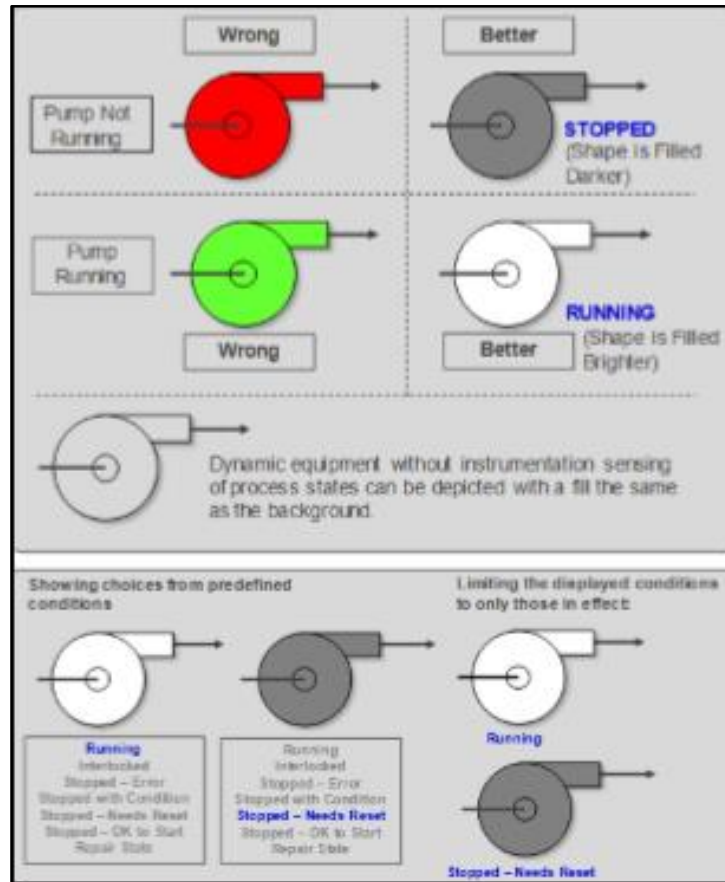 Wrong
Better
Pump Not
Running
STOPPED
(Shape is Filled
Darker)
Pump
Running
RUNNING
(Shape is Filled
Brighter)
Wrong
Better
Dynamic equipment without instrumentation sensing
of process states can be depicted with a fill the same
as the background.
Showing choices from predefined
conditions
Limiting the displayed conditions
to only those in effect:
Running
Interlocked
Stopped – Error
Stopped with Condition
Stopped – Needs Reset
Stopped – OK to Start
Repair State
Running
Interlocked
Stopped – Error
Stopped with Condition
Stopped – Needs Reset
Stopped – OK to Start
Repair State
Running
Stopped – Needs Reset